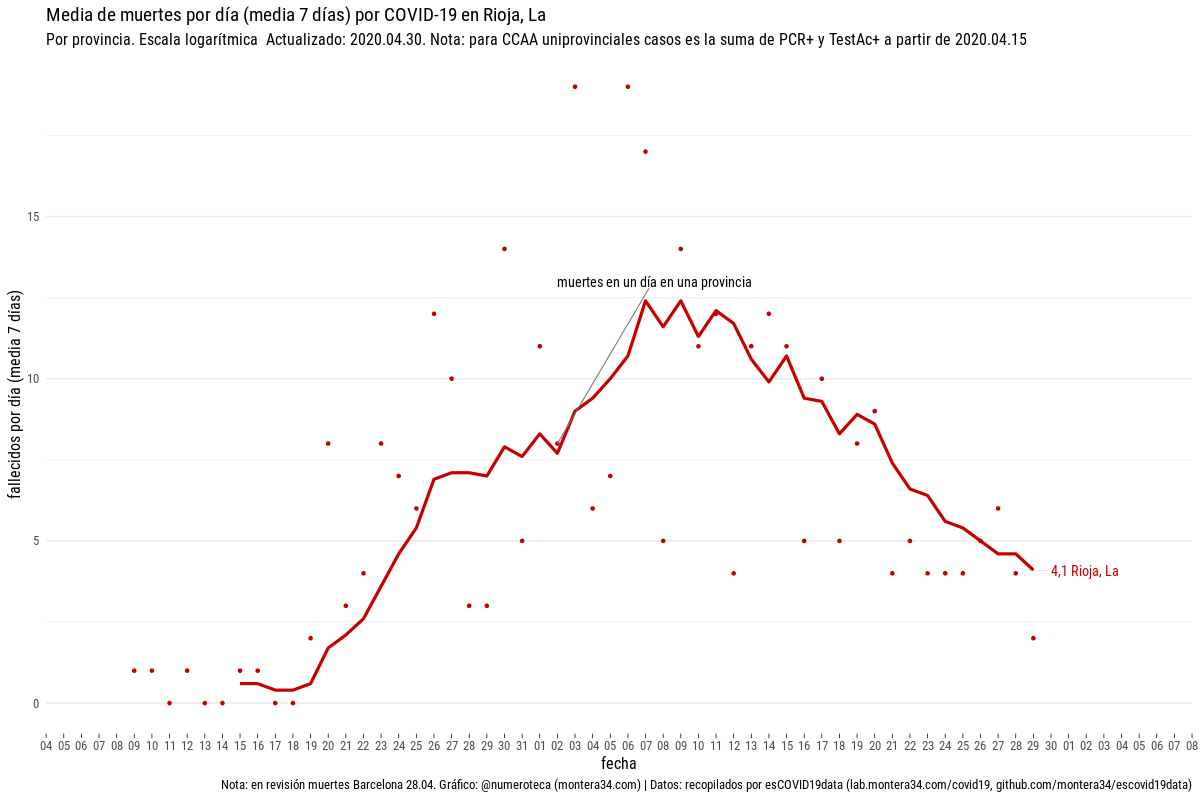 Media de muertes por día (media 7 días) por COVID-19 en Rioja, La
Por provincia. Escala logarítmica  Actualizado: 2020.04.30. Nota: para CCAA uniprovinciales casos es la suma de PCR+ y TestAc+ a partir de 2020.04.15
fallecidos por día (media 7 días)
15
10
5
0
muertes en un día en una provincia
4,1 Rioja, La
04 05 06 07 08 09 10 11 12 13 14 15 16 17 18 19 20 21 22 23 24 25 26 27 28 29 30 31 01 02 03 04 05 06 07 08 09 10 11 12 13 14 15 16 17 18 19 20 21 22 23 24 25 26 27 28 29 30 01 02 03 04 05 06 07 08
fecha
Nota: en revisión muertes Barcelona 28.04. Gráfico: @numeroteca (montera34.com) | Datos: recopilados por esCOVID19data (lab.montera34.com/covid19, github.com/montera34/escovid19data)